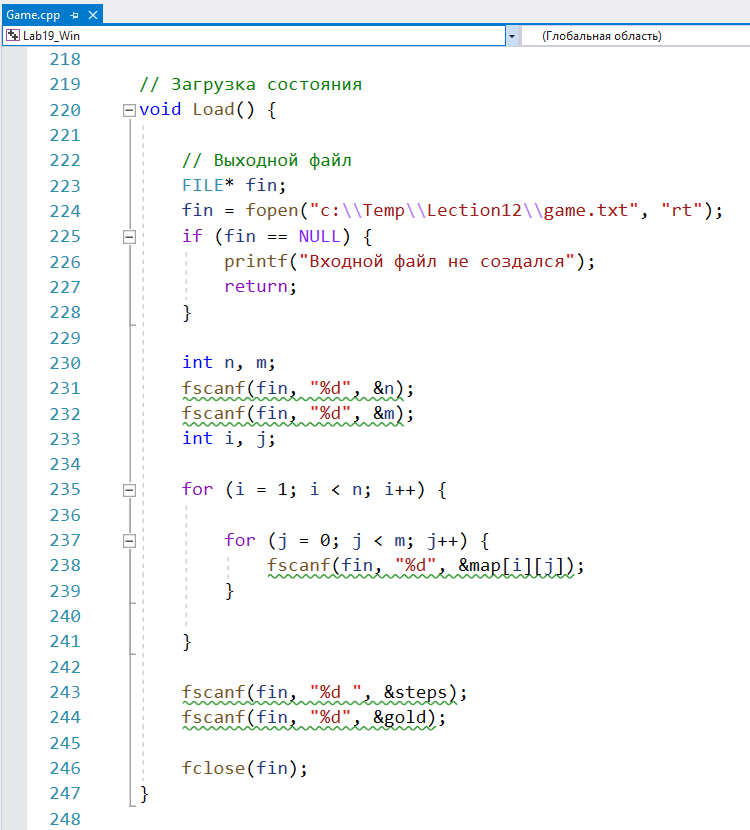 Game.cpp
Lab19_Win (Глобальная область)
218
219 // Загрузка состояния
220 void Load() {
221
222 // Выходной файл
223 FILE* fin;
224 fin = fopen("c:\\Temp\\Lection12\\game.txt", "rt");
225 if (fin == NULL) {
226 printf("Входной файл не создался");
227 return;
228 }
229
230 int n, m;
231 fscanf(fin, "%d", &n);
232 fscanf(fin, "%d", &m);
233 int i, j;
234
235 for (i = 1; i < n; i++) {
236
237 for (j = 0; j < m; j++) {
238 fscanf(fin, "%d", &map[i][j]);
239 }
240
241 }
242
243 fscanf(fin, "%d ", &steps);
244 fscanf(fin, "%d", &gold);
245
246 fclose(fin);
247 }
248